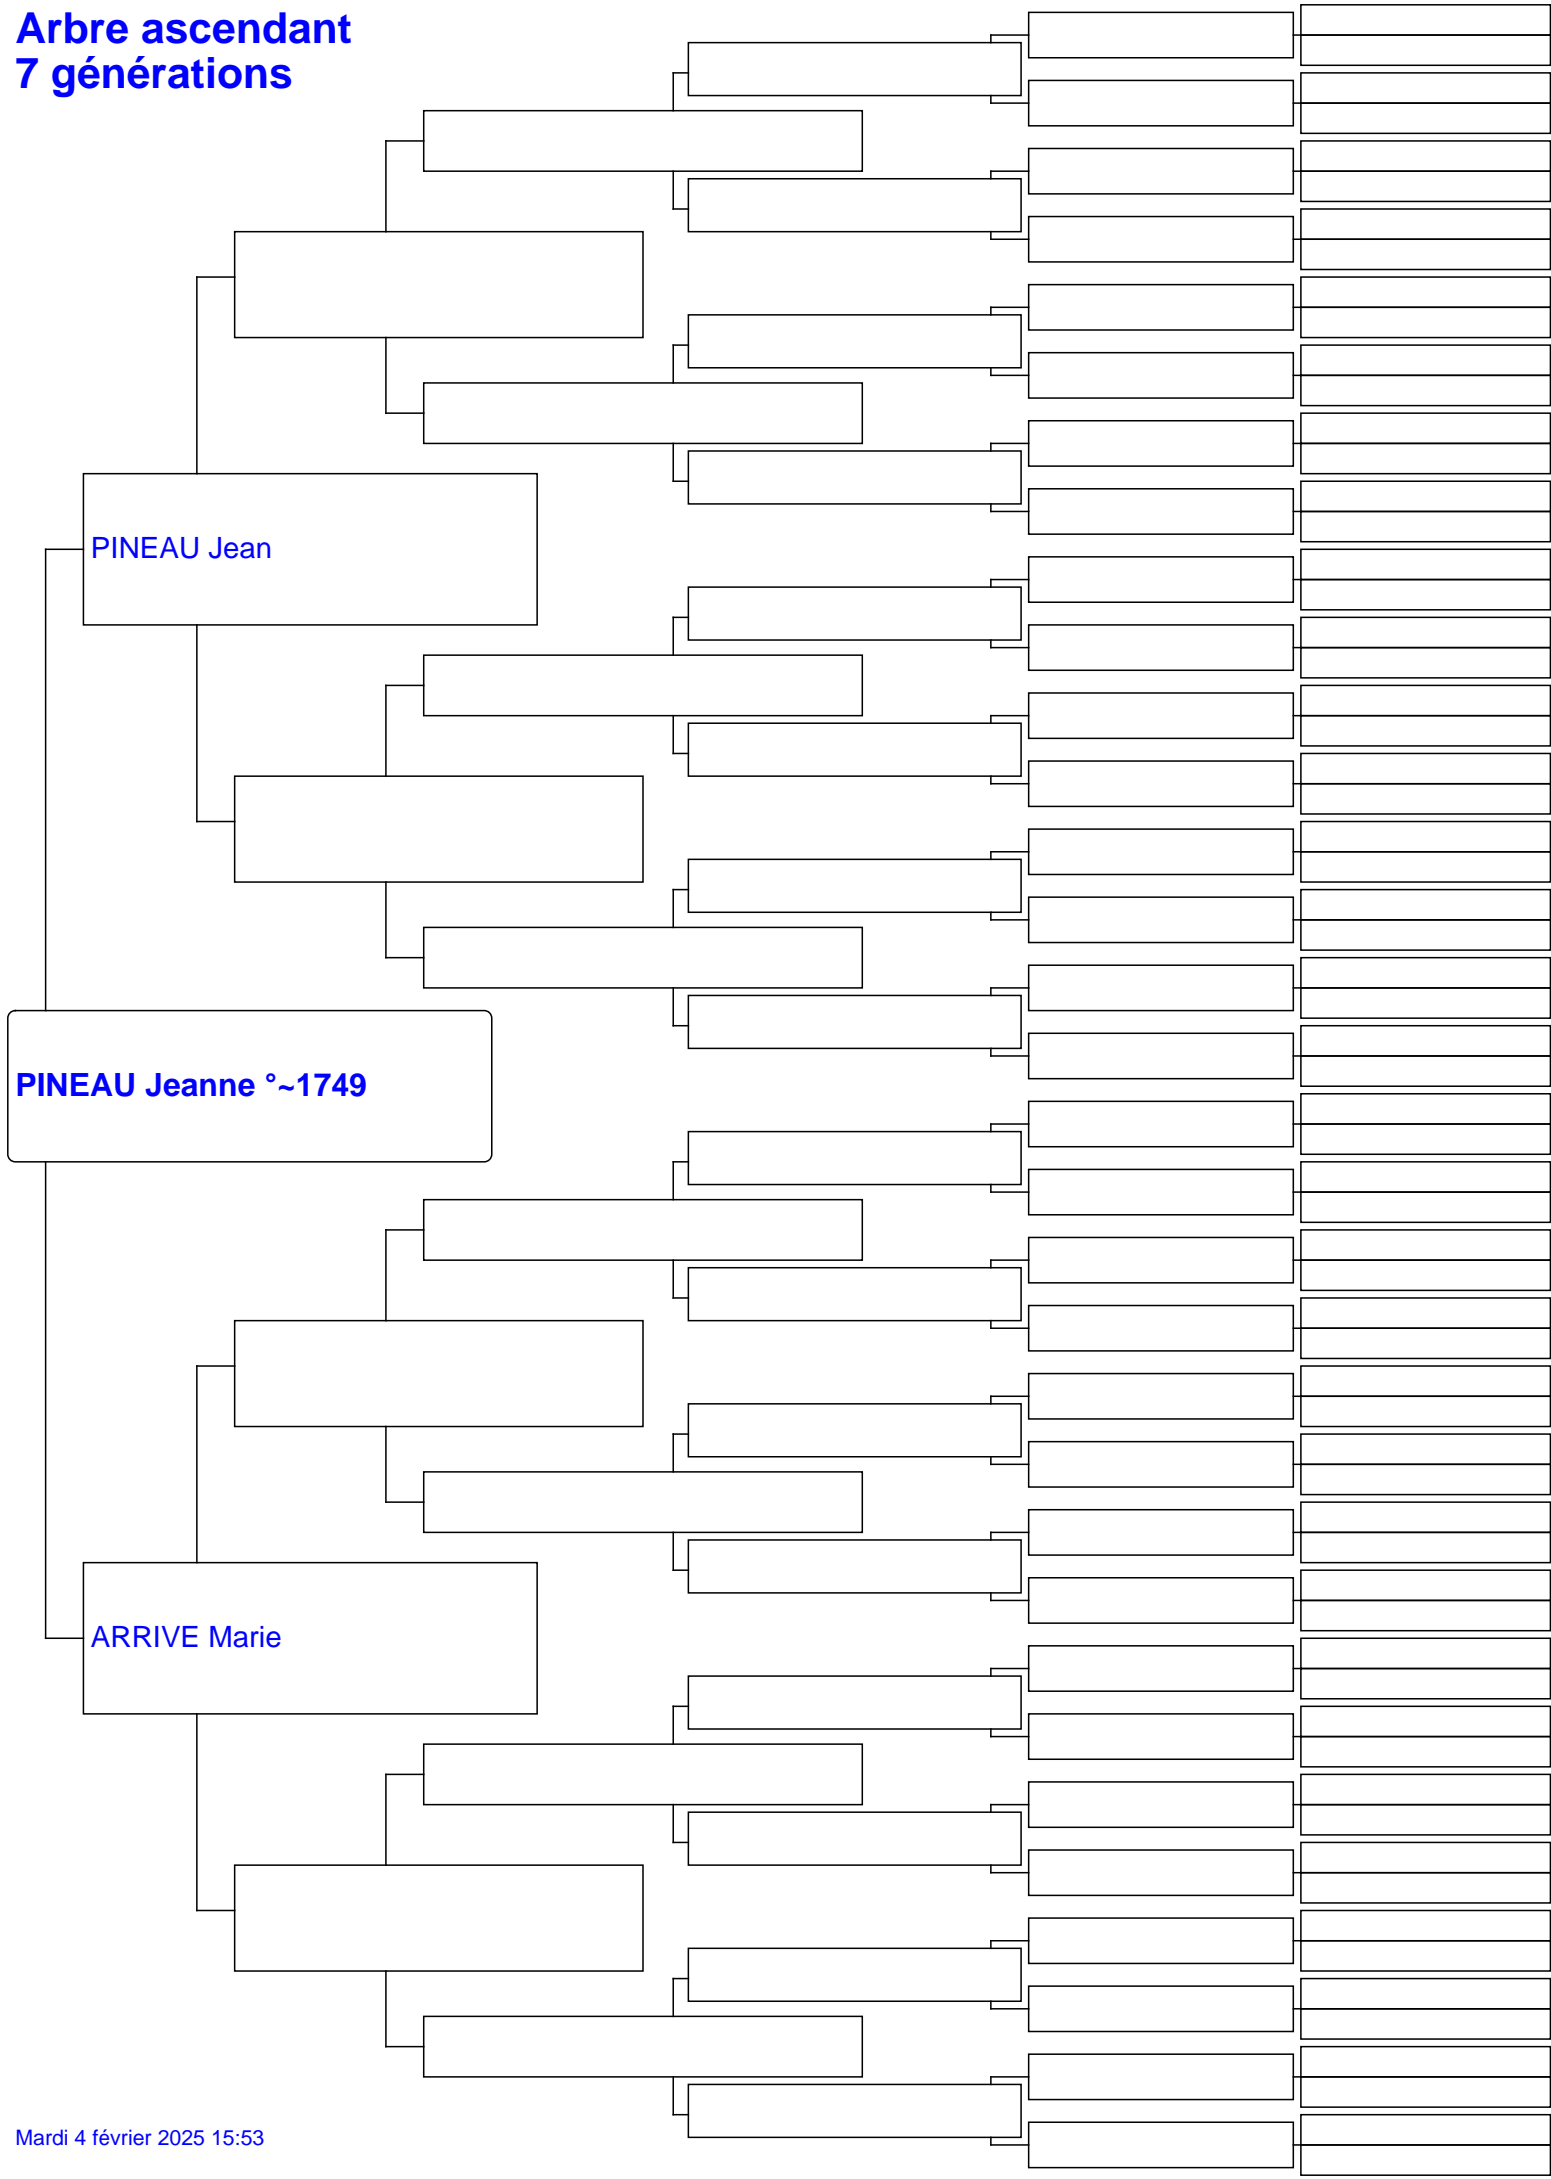 Arbre ascendant
7 générations
PINEAU Jean
PINEAU Jeanne °~1749
ARRIVE Marie
Mardi 4 février 2025 15:53